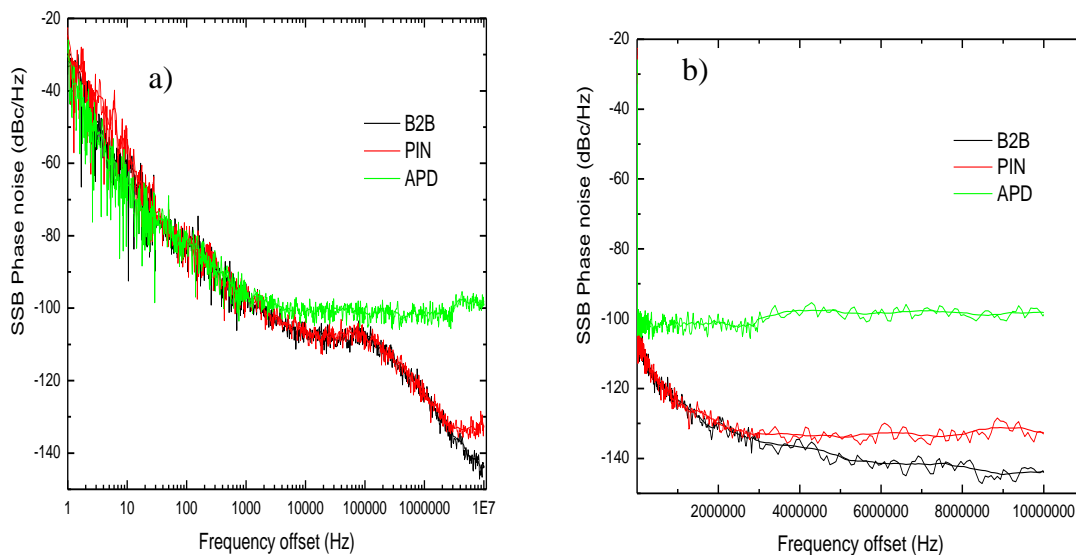 a)
SSB Phase noise (dBc/Hz)
-20
-40
-60
-80
-100
-120
-140
B2B
PIN
APD
1
10
100
1000
10000
100000
1000000
1E7
Frequency offset (Hz)
b)
SSB Phase noise (dBc/Hz)
-20
-40
-60
-80
-100
-120
-140
B2B
PIN
APD
2000000
4000000
6000000
8000000
10000000
Frequency offset (Hz)